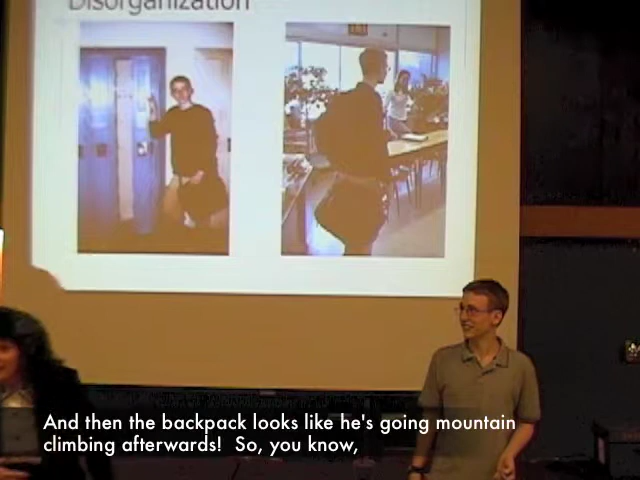 Disorganization
And then the backpack looks like he's going mountain
climbing afterwards!  So, you know,